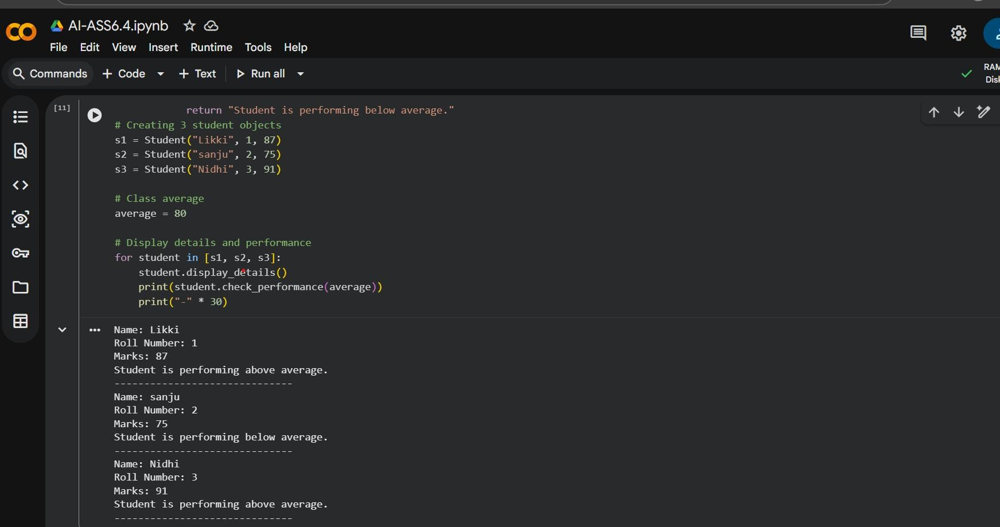 AI-ASS6.4.ipynb
File Edit View Insert Runtime Tools Help
Commands + Code + Text Run all
RAM
Disk
[11]
return "Student is performing below average."
# Creating 3 student objects
s1 = Student("Likki", 1, 87)
s2 = Student("sanju", 2, 75)
s3 = Student("Nidhi", 3, 91)
# Class average
average = 80
# Display details and performance
for student in [s1, s2, s3]:
    student.display_details()
    print(student.check_performance(average))
    print("-" * 30)
Name: Likki
Roll Number: 1
Marks: 87
Student is performing above average.
------------------------------
Name: sanju
Roll Number: 2
Marks: 75
Student is performing below average.
------------------------------
Name: Nidhi
Roll Number: 3
Marks: 91
Student is performing above average.
------------------------------